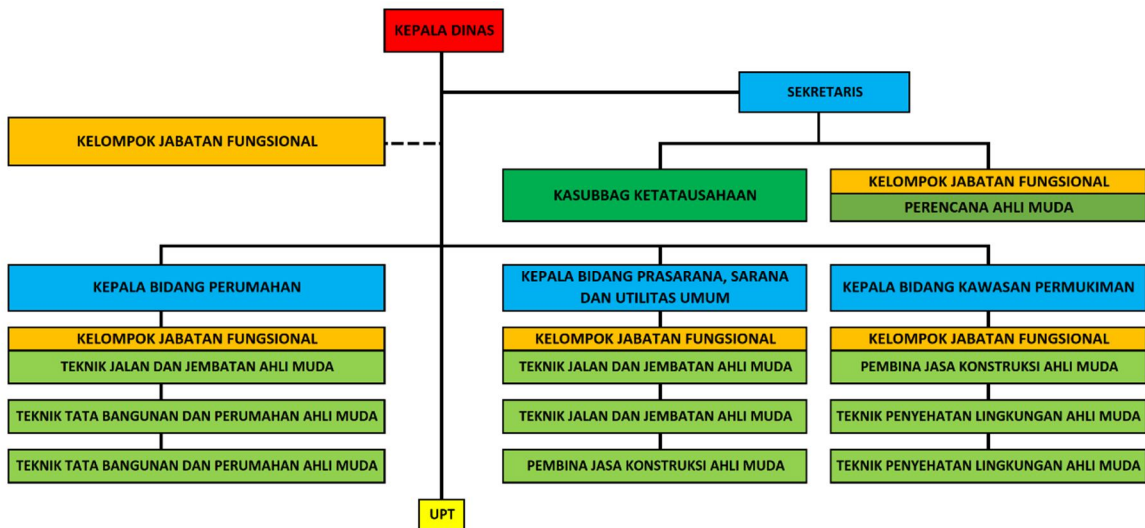 KEPALA DINAS
SEKRETARIS
KELOMPOK JABATAN FUNGSIONAL
KASUBBAG KETATAUSAHAAN
KELOMPOK JABATAN FUNGSIONAL
PERENCANA AHLI MUDA
KEPALA BIDANG PERUMAHAN
KELOMPOK JABATAN FUNGSIONAL
TEKNIK JALAN DAN JEMBATAN AHLI MUDA
TEKNIK TATA BANGUNAN DAN PERUMAHAN AHLI MUDA
TEKNIK TATA BANGUNAN DAN PERUMAHAN AHLI MUDA
KEPALA BIDANG PRASARANA, SARANA
DAN UTILITAS UMUM
KELOMPOK JABATAN FUNGSIONAL
TEKNIK JALAN DAN JEMBATAN AHLI MUDA
TEKNIK JALAN DAN JEMBATAN AHLI MUDA
PEMBINA JASA KONSTRUKSI AHLI MUDA
KEPALA BIDANG KAWASAN PERMUKIMAN
KELOMPOK JABATAN FUNGSIONAL
PEMBINA JASA KONSTRUKSI AHLI MUDA
TEKNIK PENYEHATAN LINGKUNGAN AHLI MUDA
TEKNIK PENYEHATAN LINGKUNGAN AHLI MUDA
UPT